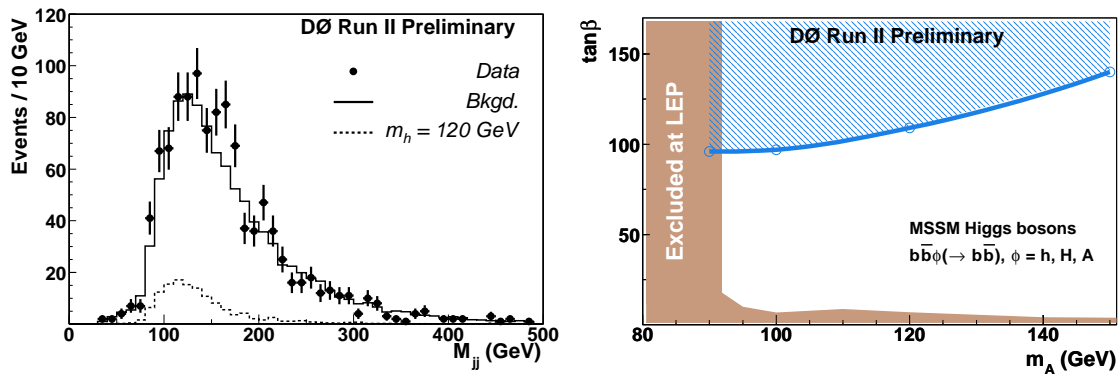 DØ Run II Preliminary
Data
Bkgd.
m_h = 120 GeV
Events / 10 GeV
120
100
80
60
40
20
0 100 200 300 400 500
M_jj (GeV)
DØ Run II Preliminary
tanβ
150
100
50
Excluded at LEP
MSSM Higgs bosons
bb̅φ(→ bb̅), φ = h, H, A
80 100 120 140
m_A (GeV)